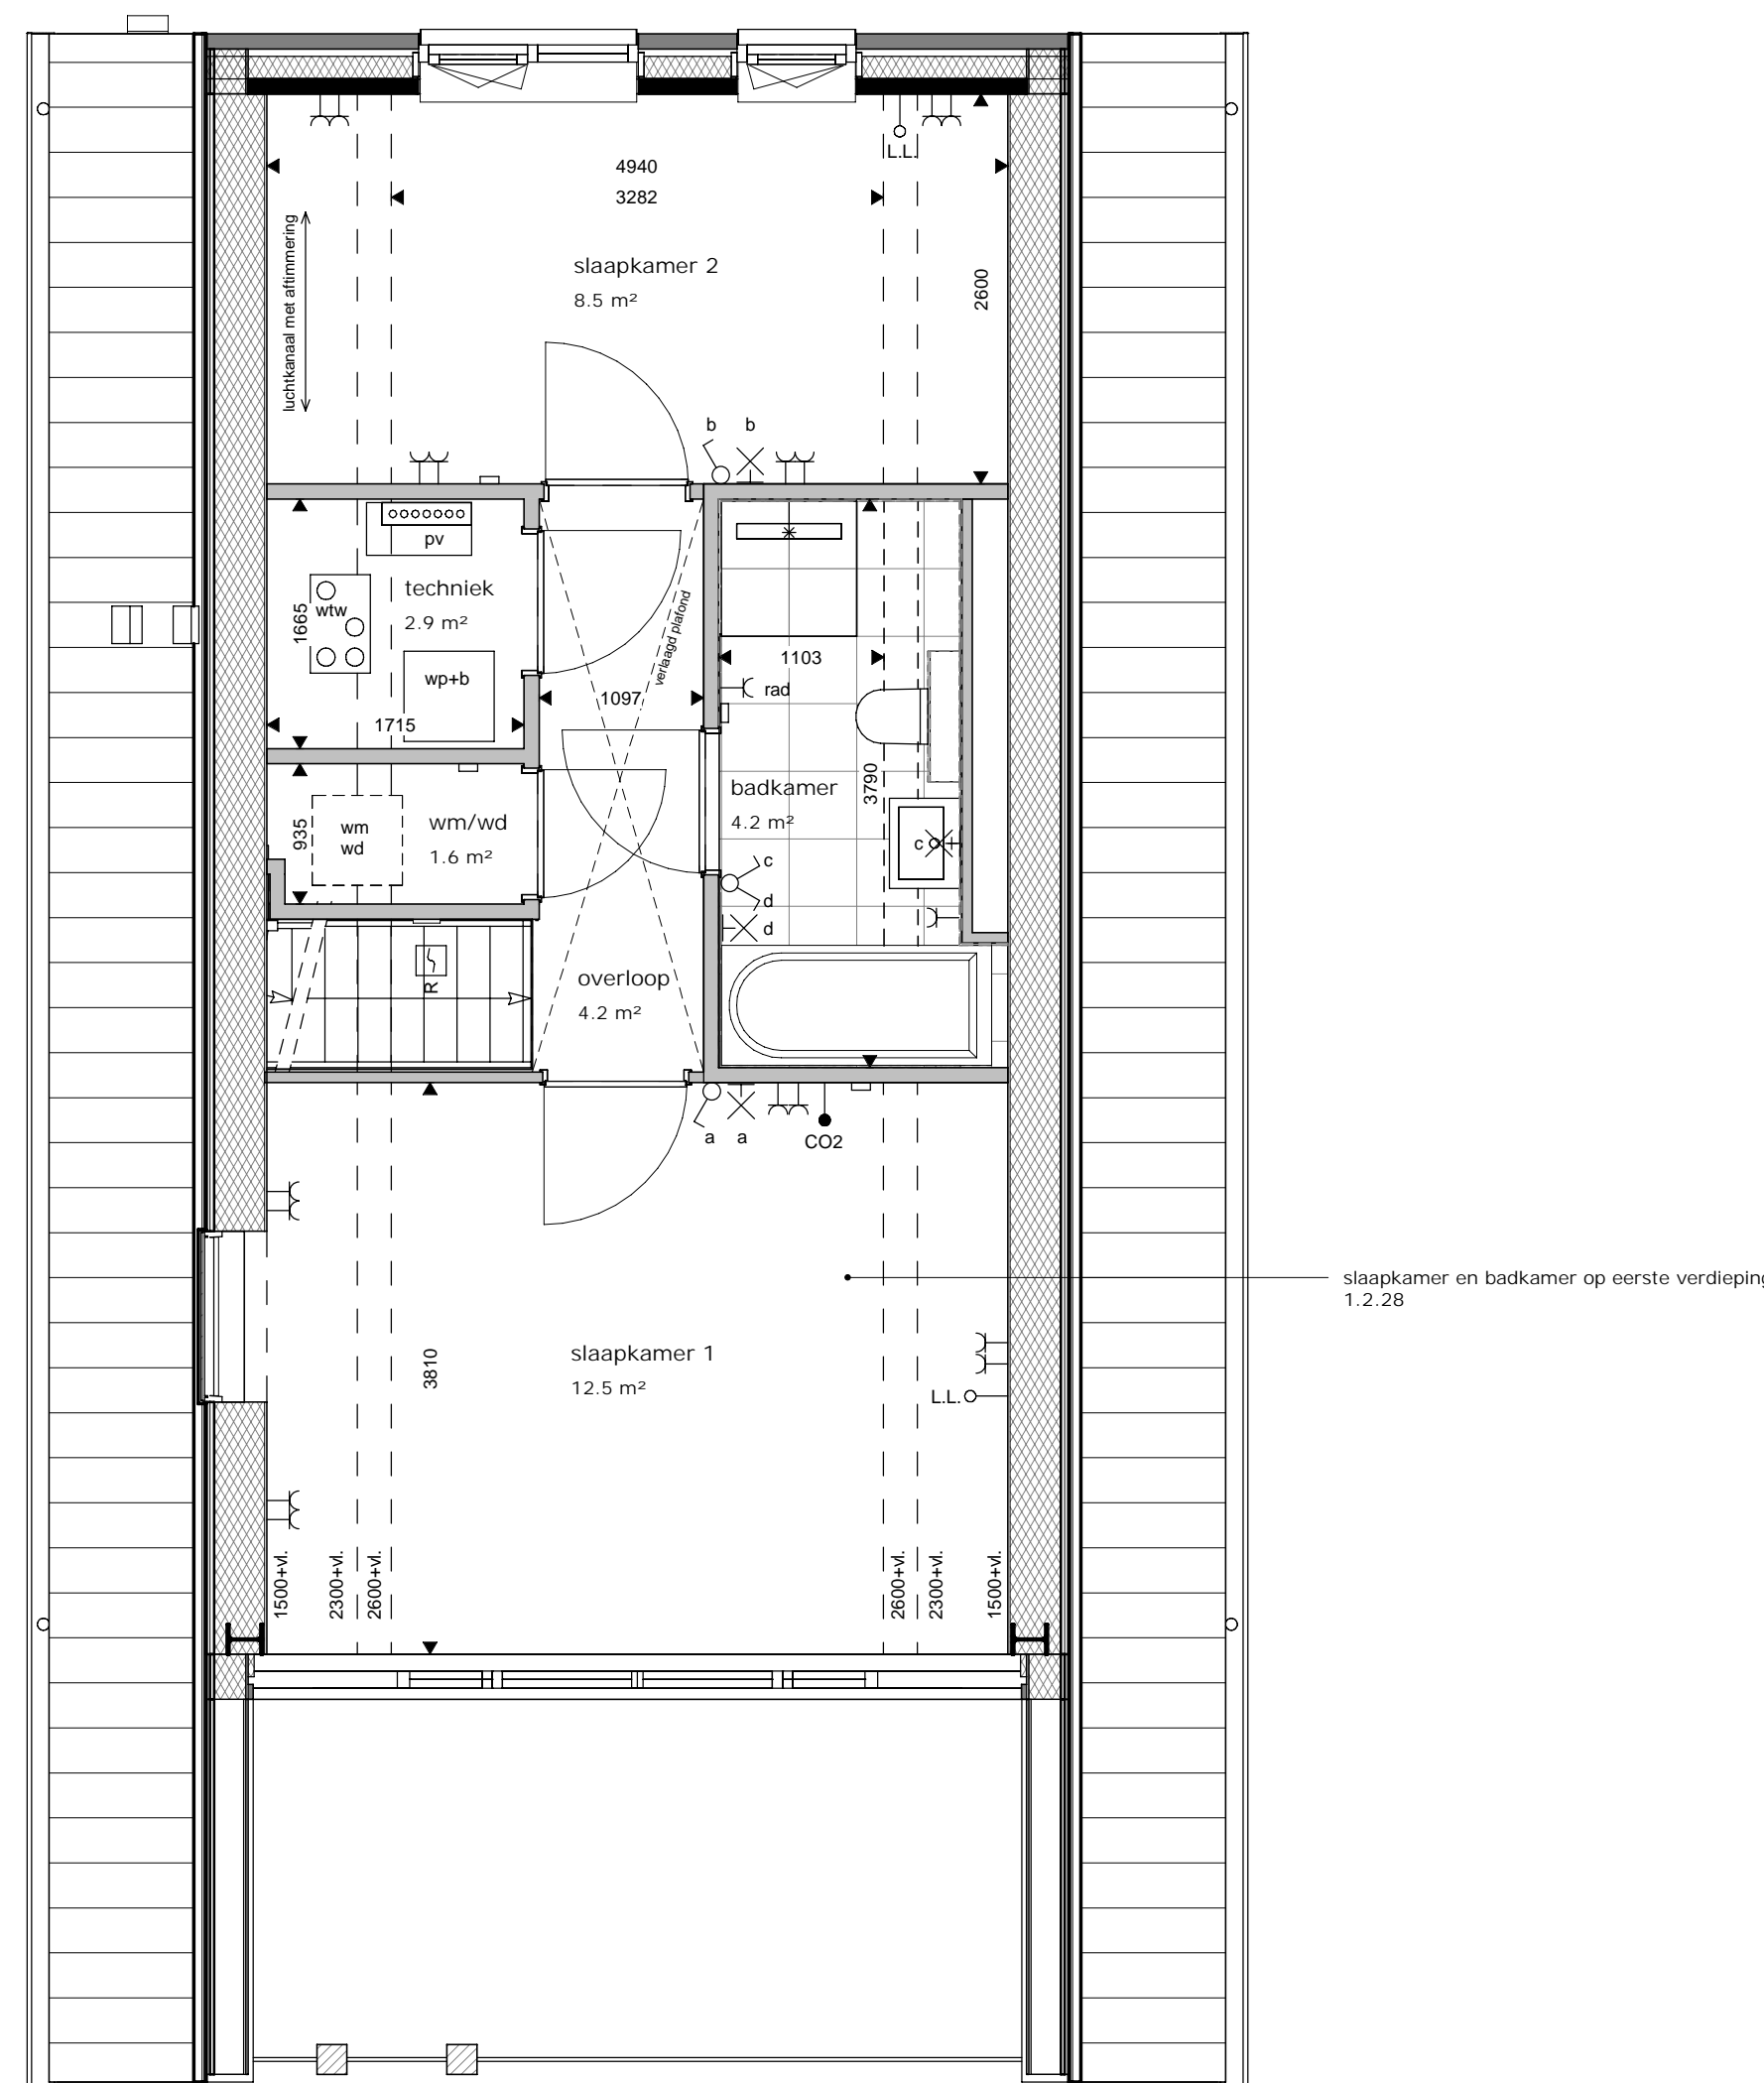 L.L.
4940
3282
luchtkanaal met aftimmering
slaapkamer 2
8.5 m²
2600
b b
pv
techniek
2.9 m²
wtw
1665
verlaagd plafond
1103
wp+b
rad
1097
1715
3790
badkamer
4.2 m²
wm/wd
1.6 m²
wm
wd
935
c
c
d
d
overloop
4.2 m²
R
a a
CO2
slaapkamer en badkamer op eerste verdieping
1.2.28
slaapkamer 1
12.5 m²
3810
L.L.
1500+vl.
2300+vl.
2600+vl.
2600+vl.
2300+vl.
1500+vl.